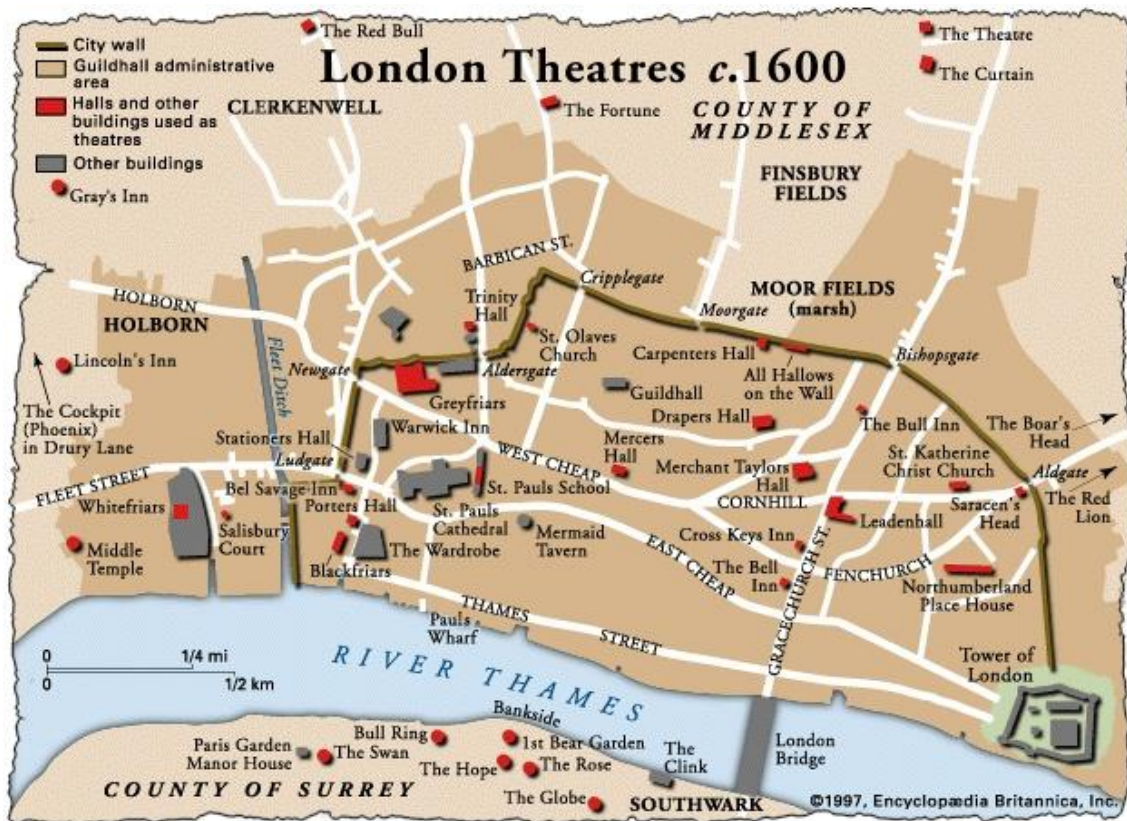 London Theatres c.1600
City wall
Guildhall administrative
area
Halls and other
buildings used as
theatres
Other buildings
The Red Bull
The Theatre
The Curtain
CLERKENWELL
The Fortune
COUNTY OF
MIDDLESEX
FINSBURY
FIELDS
Gray's Inn
BARBICAN ST.
Cripplegate
MOOR FIELDS
(marsh)
Moorgate
HOLBORN
HOLBORN
Trinity
Hall
St. Olaves
Church
Carpenters Hall
All Hallows
on the Wall
Bishopsgate
Lincoln's Inn
Fleet Ditch
Newgate
Aldersgate
Greyfriars
Guildhall
The Cockpit
(Phoenix)
in Drury Lane
Warwick Inn
Drapers Hall
The Bull Inn
The Boar's
Head
Stationers Hall
Ludgate
WEST CHEAP
Mercers
Hall
Merchant Taylors
Hall
St. Katherine
Christ Church
Aldgate
FLEET STREET
Whitefriars
Bel Savage Inn
Porters Hall
St. Pauls School
CORNHILL
Saracen's
Head
The Red
Lion
Salisbury
Court
St. Pauls
Cathedral
Mermaid
Tavern
Leadenhall
Middle
Temple
The Wardrobe
Cross Keys Inn
Blackfriars
EAST CHEAP
The Bell
Inn
GRACECHURCH ST.
FENCHURCH
Northumberland
Place House
THAMES
STREET
Pauls
Wharf
Tower of
London
0
1/4 mi
0
1/2 km
RIVER THAMES
Bankside
Paris Garden
Manor House
Bull Ring
The Swan
1st Bear Garden
The Hope
The Rose
The
Clink
London
Bridge
COUNTY OF SURREY
The Globe
SOUTHWARK
©1997, Encyclopædia Britannica, Inc.